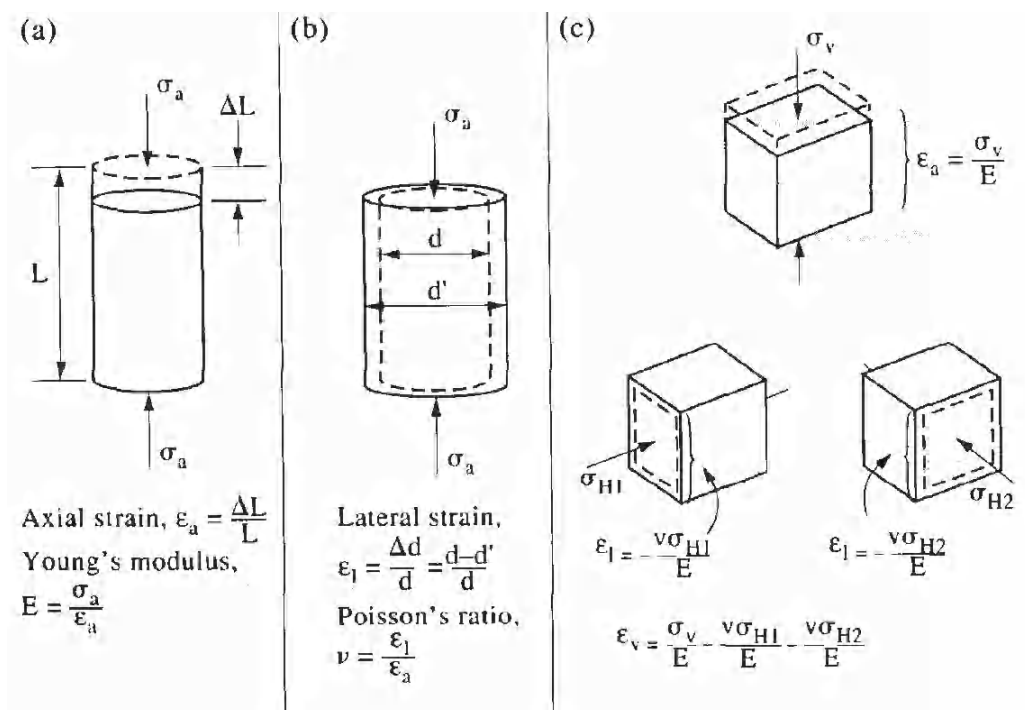 (a)
σa
ΔL
L
σa
Axial strain, εa = ΔL/L
Young's modulus,
E = σa/εa
(b)
σa
d
d'
σa
Lateral strain,
εl = Δd/d = d–d'/d
Poisson's ratio,
ν = εl/εa
(c)
σv
εa = σv/E
σH1
σH2
εl = -νσH1/E
εl = -νσH2/E
εv = σv/E - νσH1/E - νσH2/E